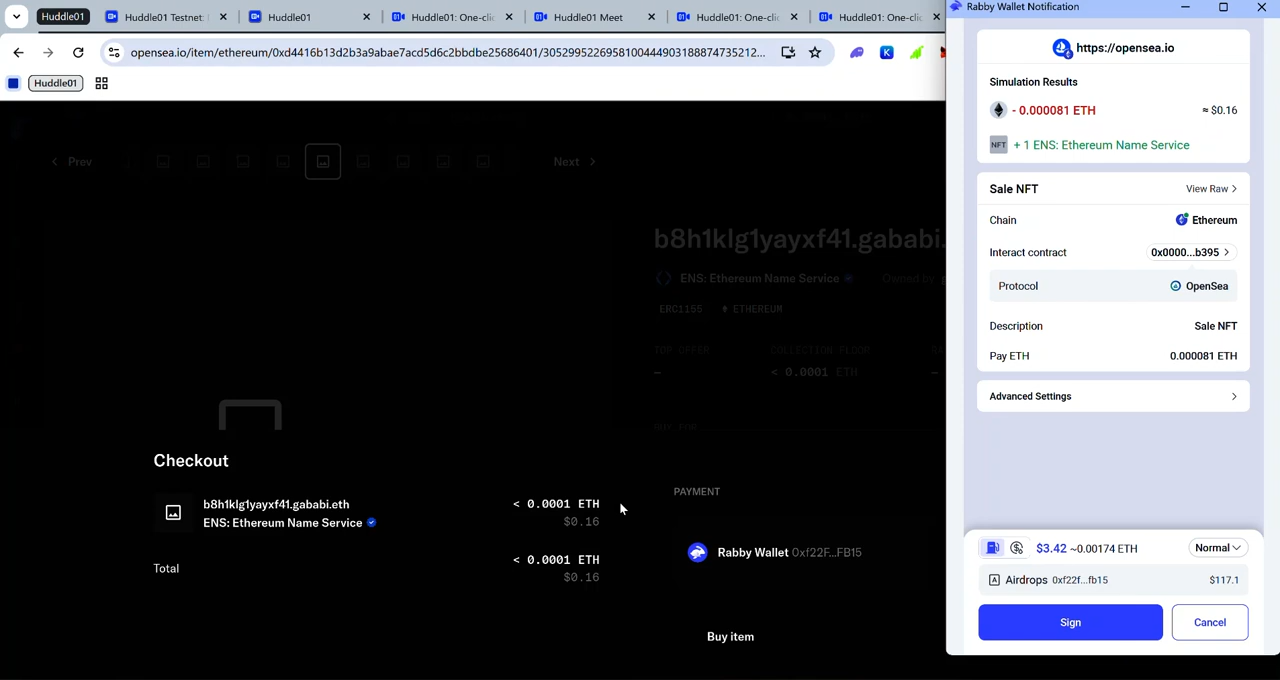 Huddle01
Huddle01 Testnet:
Huddle01
Huddle01: One-clic
Huddle01 Meet
Huddle01: One-clic
Huddle01: One-clic
opensea.io/item/ethereum/0xd4416b13d2b3a9abae7acd5d6c2bbdbe25686401/3052995226958100444903188874735212...
Huddle01
Prev
Next
b8h1klg1yayxf41.gababi.
ENS: Ethereum Name Service
Owned by
ERC1155
ETHEREUM
TOP OFFER
COLLECTION FLOOR
—
< 0.0001 ETH
—
BUY FOR
Checkout
b8h1klg1yayxf41.gababi.eth
ENS: Ethereum Name Service
< 0.0001 ETH
$0.16
Total
< 0.0001 ETH
$0.16
PAYMENT
Rabby Wallet 0xf22F...FB15
Buy item
Rabby Wallet Notification
https://opensea.io
Simulation Results
- 0.000081 ETH
≈ $0.16
NFT
+ 1 ENS: Ethereum Name Service
Sale NFT
View Raw
Chain
Ethereum
Interact contract
0x0000...b395
Protocol
OpenSea
Description
Sale NFT
Pay ETH
0.000081 ETH
Advanced Settings
$3.42 ~0.00174 ETH
Normal
A
Airdrops 0xf22f...fb15
$117.1
Sign
Cancel